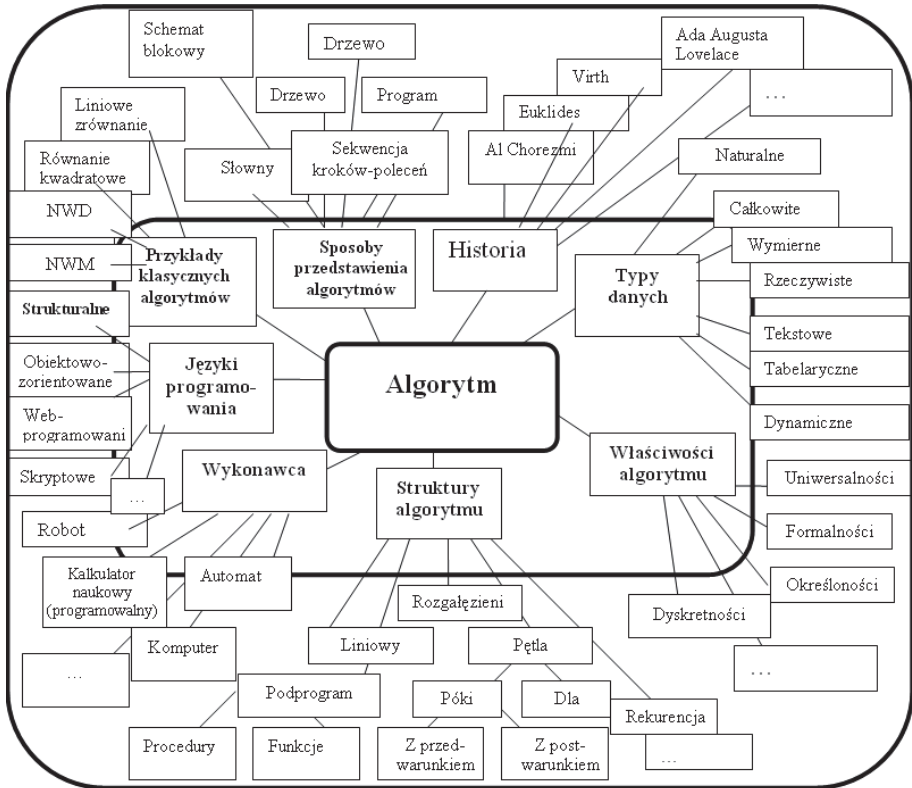 Schemat
blokowy
Drzewo
Ada Augusta
Lovelace
Virth
Drzewo
Program
...
Liniowe
zrównanie
Euklides
Równanie
kwadratowe
Słowny
Sekwencja
kroków-poleceń
Al Chorezmi
Naturalne
NWD
Całkowite
NWM
Przykłady
klasycznych
algorytmów
Sposoby
przedstawienia
algorytmów
Historia
Typy
danych
Wymierne
Rzeczywiste
Strukturalne
Tekstowe
Obiektowo-
zorientowane
Języki
programo-
wania
Algorytm
Tabelaryczne
Web-
programowani
Dynamiczne
Skryptowe
...
Wykonawca
Struktury
algorytmu
Właściwości
algorytmu
Uniwersalności
Robot
Formalności
Kalkulator
naukowy
(programowalny)
Automat
Rozgałęzieni
Określoności
Dyskretności
Komputer
Liniowy
Pętla
...
...
Podprogram
Póki
Dla
Rekurencja
Procedury
Funkcje
Z przed-
warunkiem
Z post-
warunkiem
...